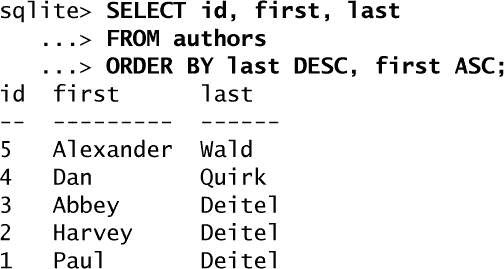 sqlite> SELECT id, first, last
   ...> FROM authors
   ...> ORDER BY last DESC, first ASC;
id  first      last
--  ---------  ------
5   Alexander  Wald
4   Dan        Quirk
3   Abbey      Deitel
2   Harvey     Deitel
1   Paul       Deitel